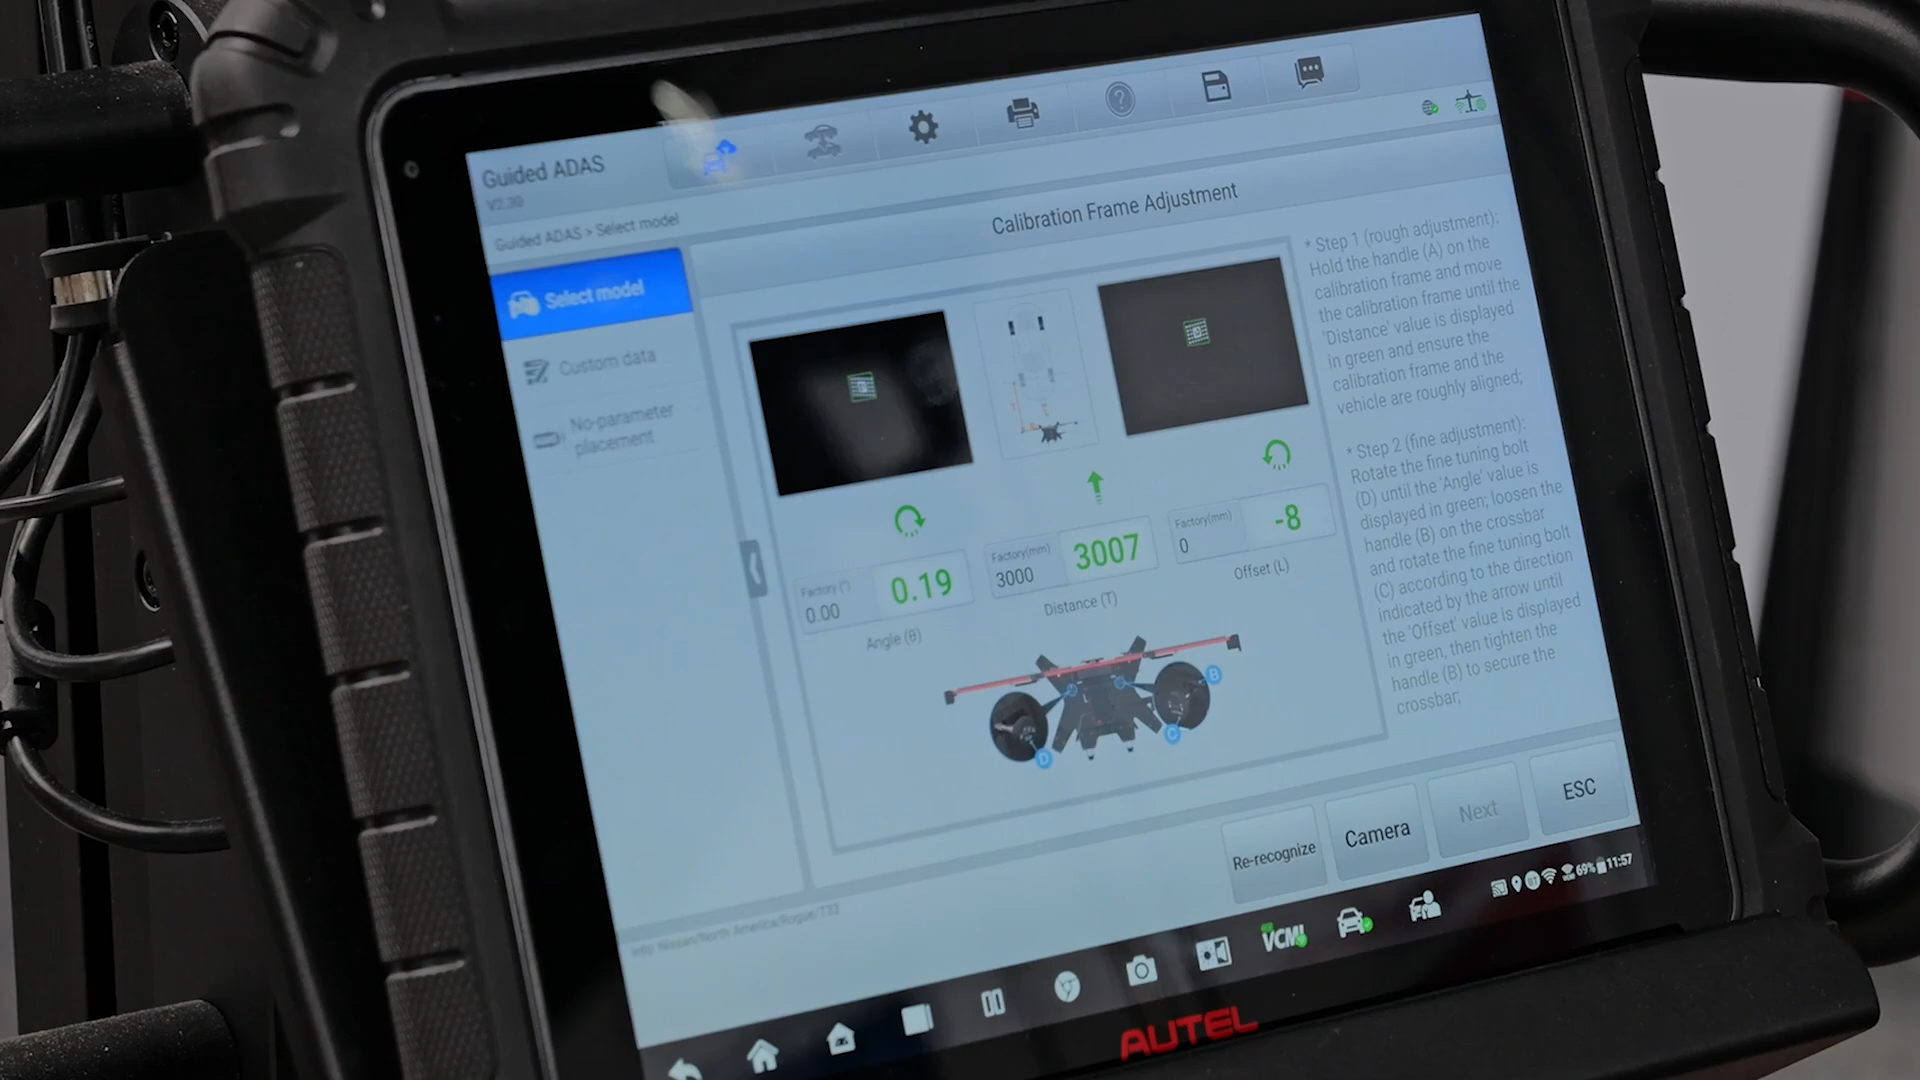 Guided ADAS
V2.30
Guided ADAS > Select model
Select model
Custom data
No-parameter
placement
Calibration Frame Adjustment
Factory (°)
0.00
0.19
Angle (θ)
Factory(mm)
3000
3007
Distance (T)
Factory(mm)
0
-8
Offset (L)
D
C
B
* Step 1 (rough adjustment):
Hold the handle (A) on the
calibration frame and move
the calibration frame until the
'Distance' value is displayed
in green and ensure the
calibration frame and the
vehicle are roughly aligned;
* Step 2 (fine adjustment):
Rotate the fine tuning bolt
(D) until the 'Angle' value is
displayed in green; loosen the
handle (B) on the crossbar
and rotate the fine tuning bolt
(C) according to the direction
indicated by the arrow until
the 'Offset' value is displayed
in green, then tighten the
handle (B) to secure the
crossbar;
Re-recognize
Camera
Next
ESC
Info Nissan/North America/Rogue/T33
VCMI
69% 11:57
AUTEL